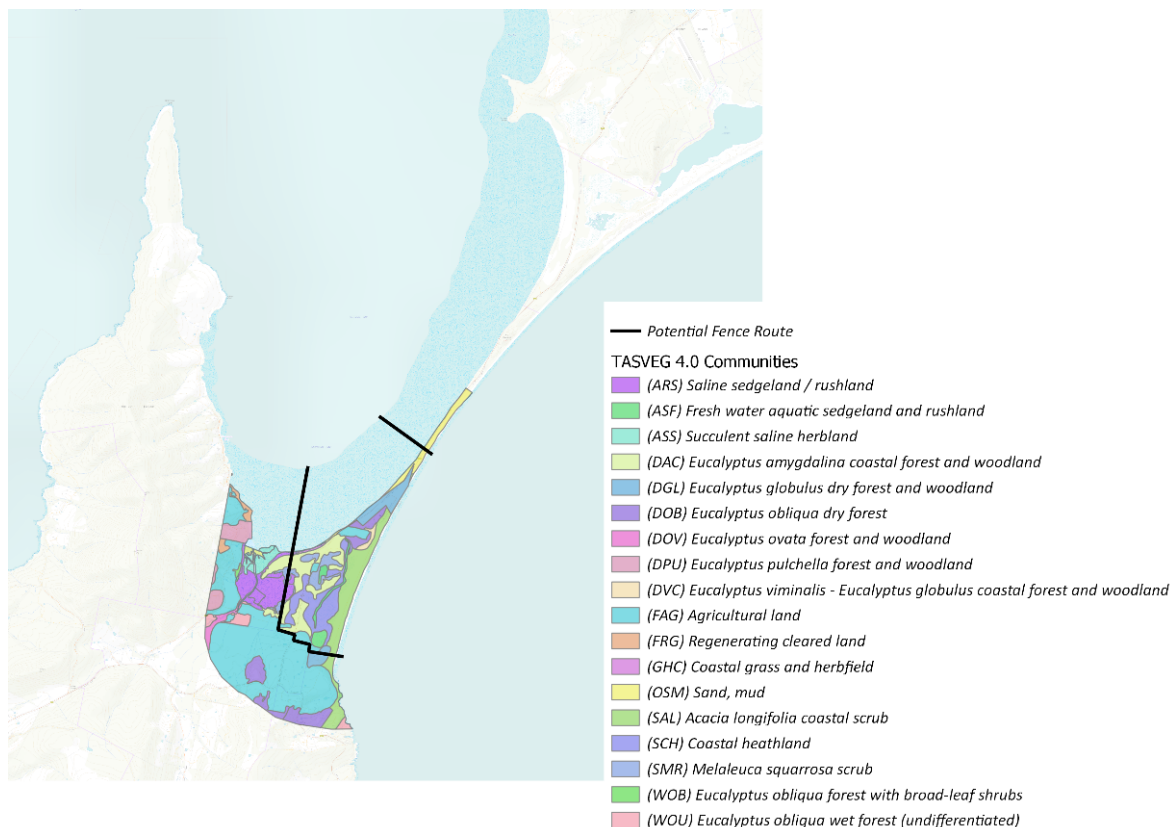 Potential Fence Route
TASVEG 4.0 Communities
(ARS) Saline sedgeland / rushland
(ASF) Fresh water aquatic sedgeland and rushland
(ASS) Succulent saline herbland
(DAC) Eucalyptus amygdalina coastal forest and woodland
(DGL) Eucalyptus globulus dry forest and woodland
(DOB) Eucalyptus obliqua dry forest
(DOV) Eucalyptus ovata forest and woodland
(DPU) Eucalyptus pulchella forest and woodland
(DVC) Eucalyptus viminalis - Eucalyptus globulus coastal forest and woodland
(FAG) Agricultural land
(FRG) Regenerating cleared land
(GHC) Coastal grass and herbfield
(OSM) Sand, mud
(SAL) Acacia longifolia coastal scrub
(SCH) Coastal heathland
(SMR) Melaleuca squarrosa scrub
(WOB) Eucalyptus obliqua forest with broad-leaf shrubs
(WOU) Eucalyptus obliqua wet forest (undifferentiated)